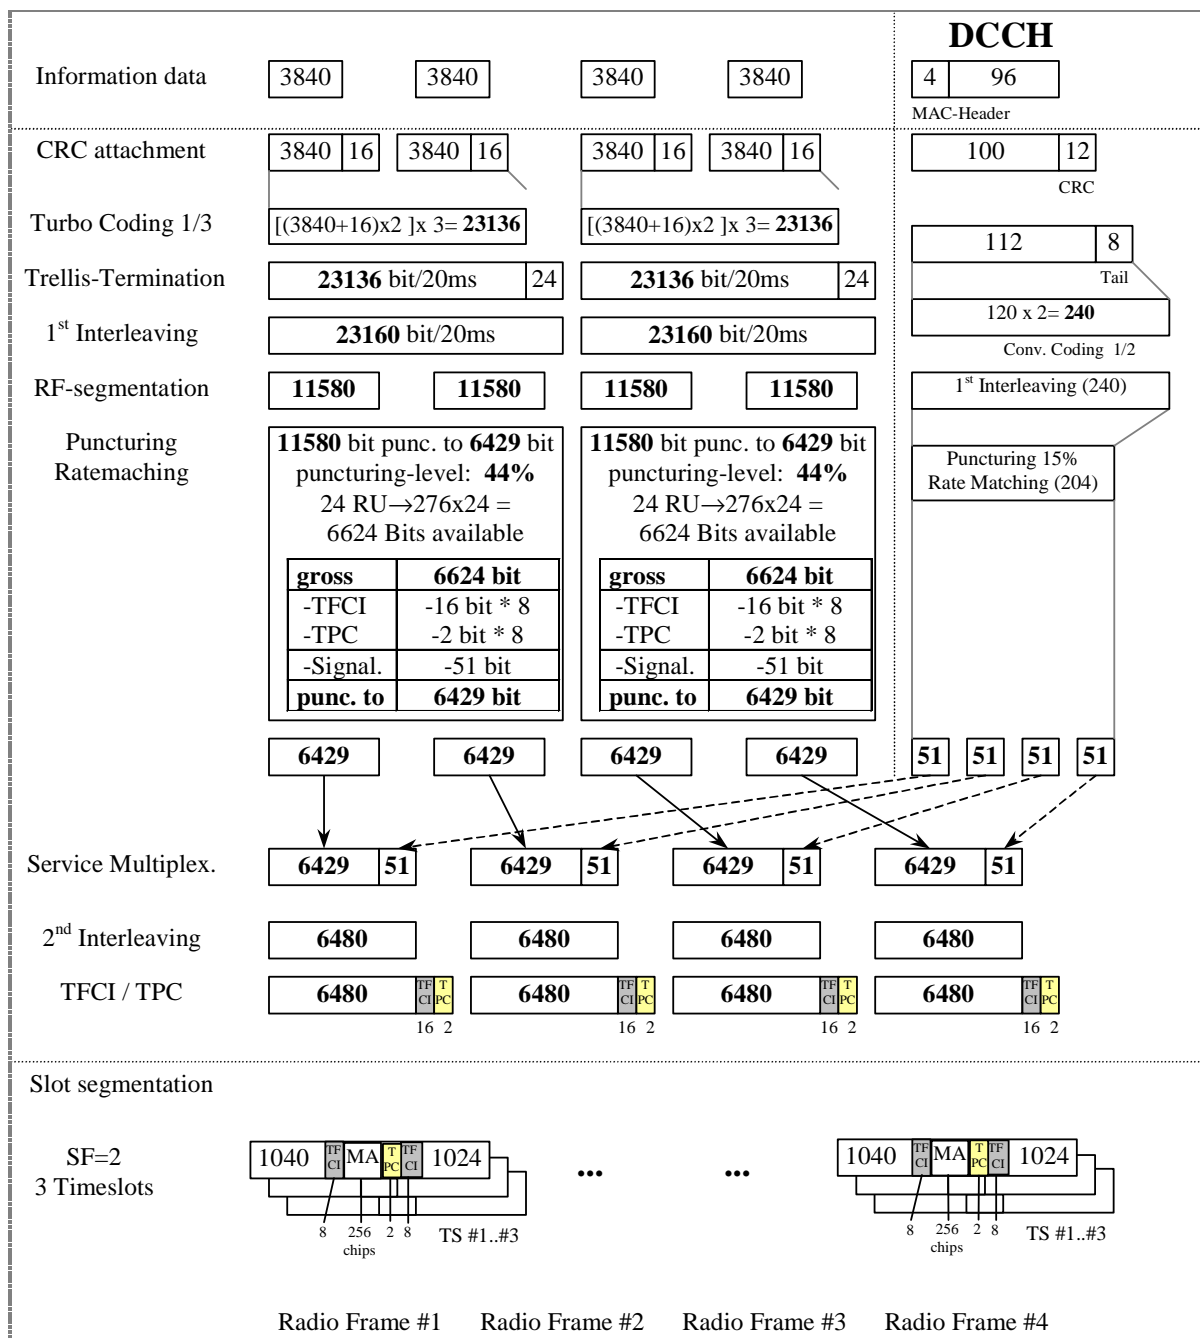 DCCH
Information data 3840 3840 3840 3840 4 96
MAC-Header
CRC attachment 3840 16 3840 16 3840 16 3840 16 100 12
CRC
Turbo Coding 1/3 [(3840+16)x2 ]x 3= 23136 [(3840+16)x2 ]x 3= 23136 112 8
Tail
Trellis-Termination 23136 bit/20ms 24 23136 bit/20ms 24
120 x 2= 240
1st Interleaving 23160 bit/20ms 23160 bit/20ms
Conv. Coding 1/2
RF-segmentation 11580 11580 11580 11580 1st Interleaving (240)
Puncturing 11580 bit punc. to 6429 bit 11580 bit punc. to 6429 bit
Ratemaching puncturing-level: 44% puncturing-level: 44% Puncturing 15%
Rate Matching (204)
24 RU→276x24 = 24 RU→276x24 =
6624 Bits available 6624 Bits available
gross 6624 bit gross 6624 bit
-TFCI -16 bit * 8 -TFCI -16 bit * 8
-TPC -2 bit * 8 -TPC -2 bit * 8
-Signal. -51 bit -Signal. -51 bit
punc. to 6429 bit punc. to 6429 bit
6429 6429 6429 6429 51 51 51 51
Service Multiplex. 6429 51 6429 51 6429 51 6429 51
2nd Interleaving 6480 6480 6480 6480
TFCI / TPC 6480 TF CI T PC 6480 TF CI T PC 6480 TF CI T PC 6480 TF CI T PC
16 2 16 2 16 2 16 2
Slot segmentation
SF=2 1040 TF CI MA T PC TF CI 1024 ... ... 1040 TF CI MA T PC TF CI 1024
3 Timeslots
8 256 2 8 TS #1..#3 8 256 2 8 TS #1..#3
chips chips
Radio Frame #1 Radio Frame #2 Radio Frame #3 Radio Frame #4